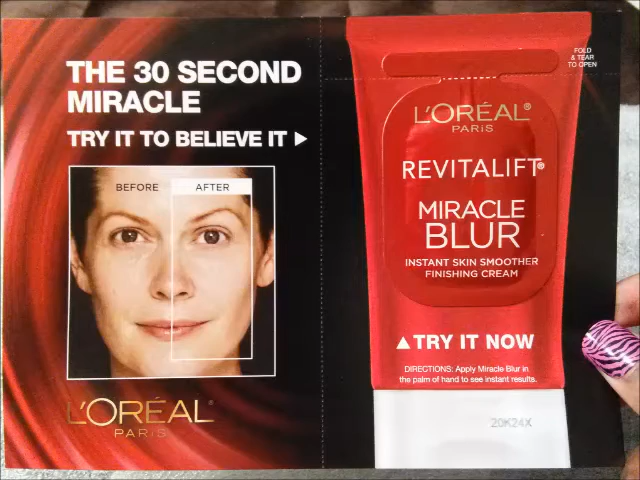 THE 30 SECOND
MIRACLE
TRY IT TO BELIEVE IT ▶
BEFORE
AFTER
L'ORÉAL
PARIS
FOLD
& TEAR
TO OPEN
L'ORÉAL®
PARIS
REVITALIFT®
MIRACLE
BLUR
INSTANT SKIN SMOOTHER
FINISHING CREAM
▲TRY IT NOW
DIRECTIONS: Apply Miracle Blur in
the palm of hand to see instant results.
20K24X